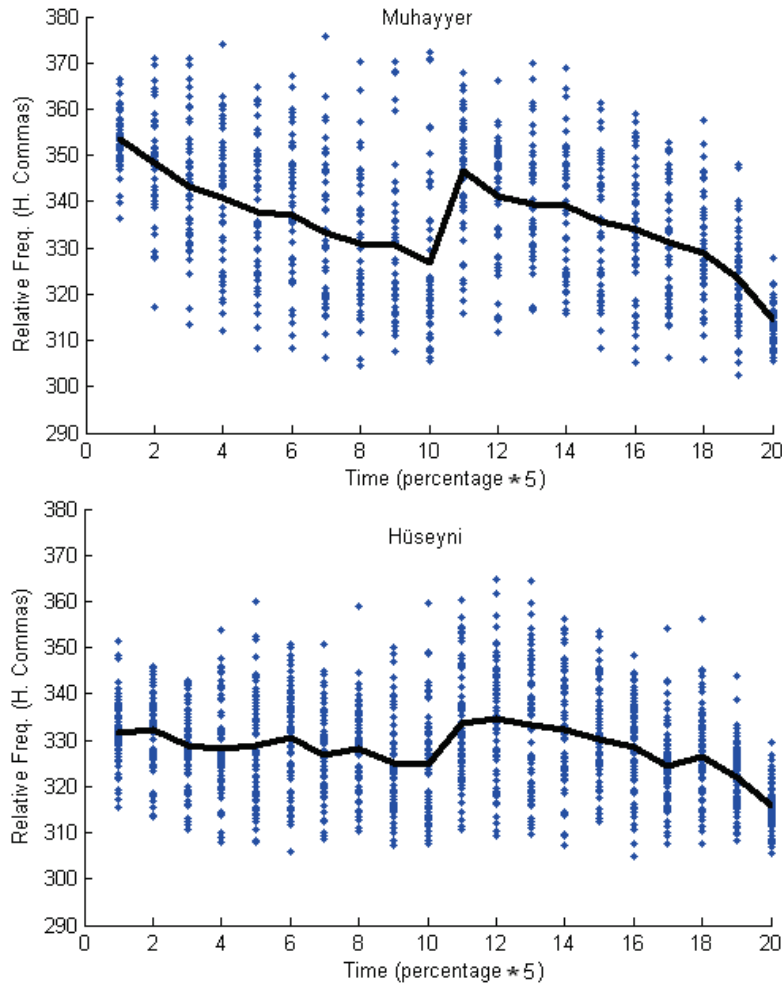 Muhayyer
380
370
360
350
340
330
320
310
300
290
Relative Freq. (H. Commas)
0 2 4 6 8 10 12 14 16 18 20
Time (percentage *5)
Hüseyni
380
370
360
350
340
330
320
310
300
290
Relative Freq. (H. Commas)
0 2 4 6 8 10 12 14 16 18 20
Time (percentage *5)